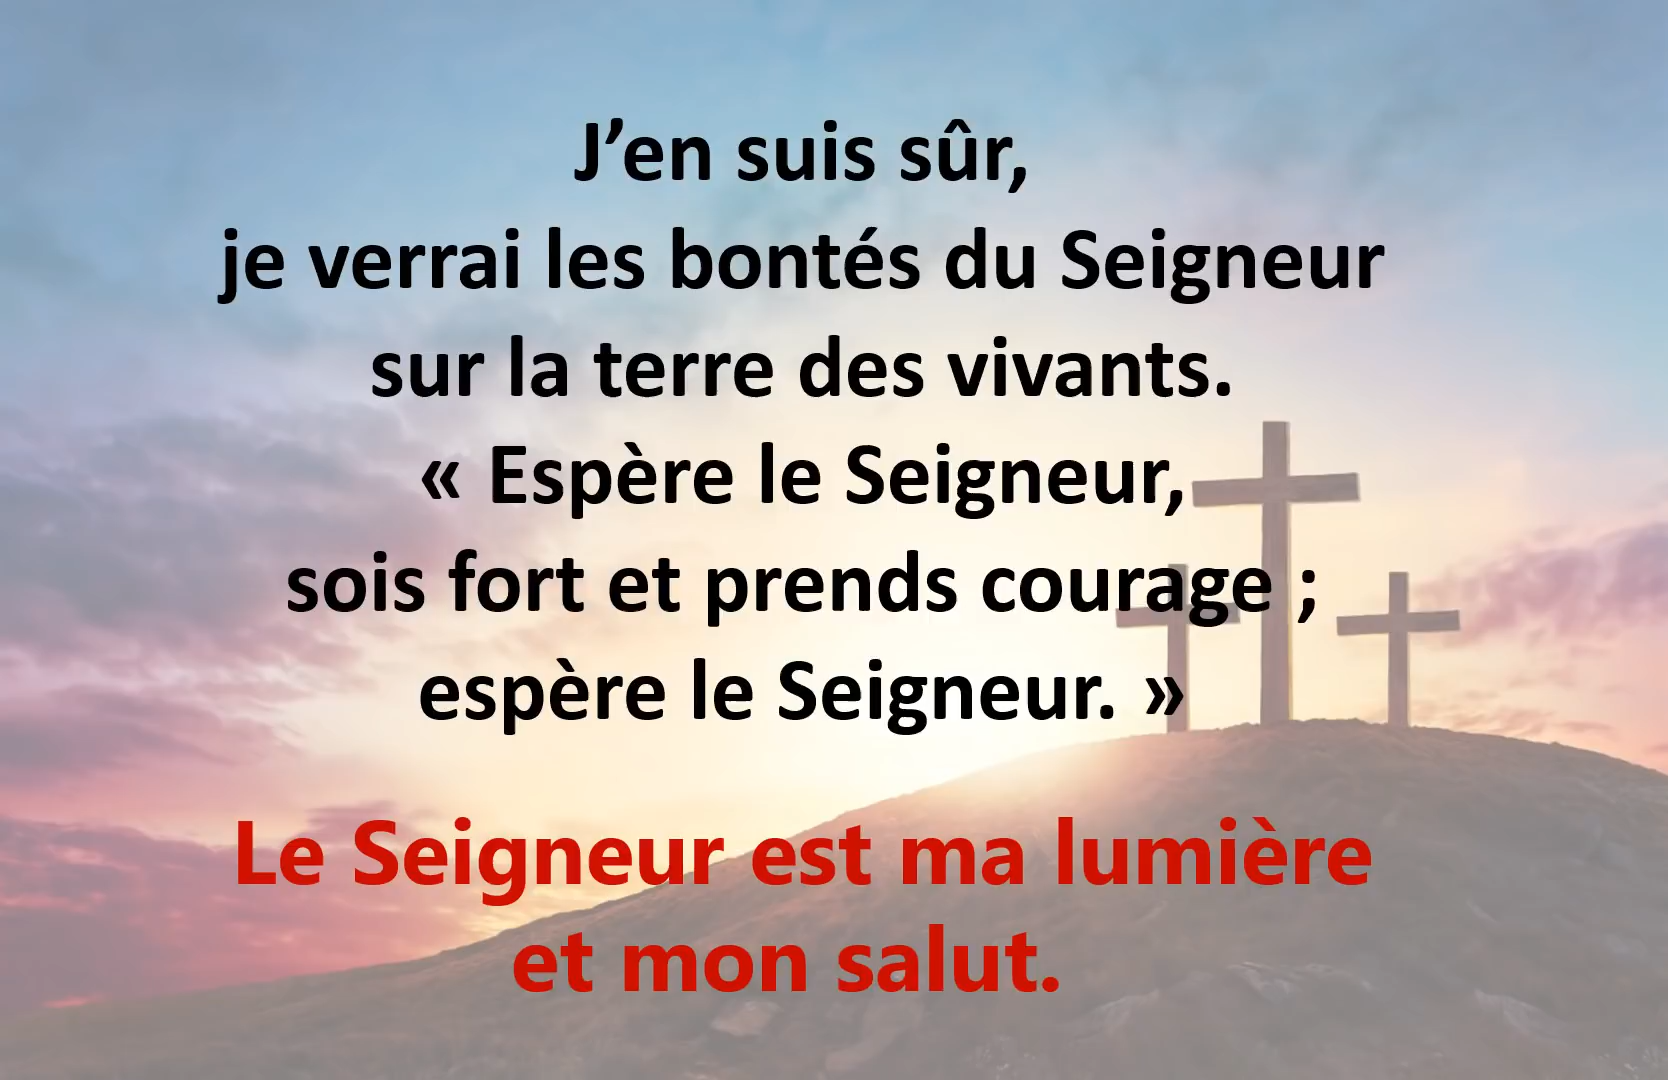 J’en suis sûr,
je verrai les bontés du Seigneur
sur la terre des vivants.
« Espère le Seigneur,
sois fort et prends courage ;
espère le Seigneur. »
Le Seigneur est ma lumière
et mon salut.